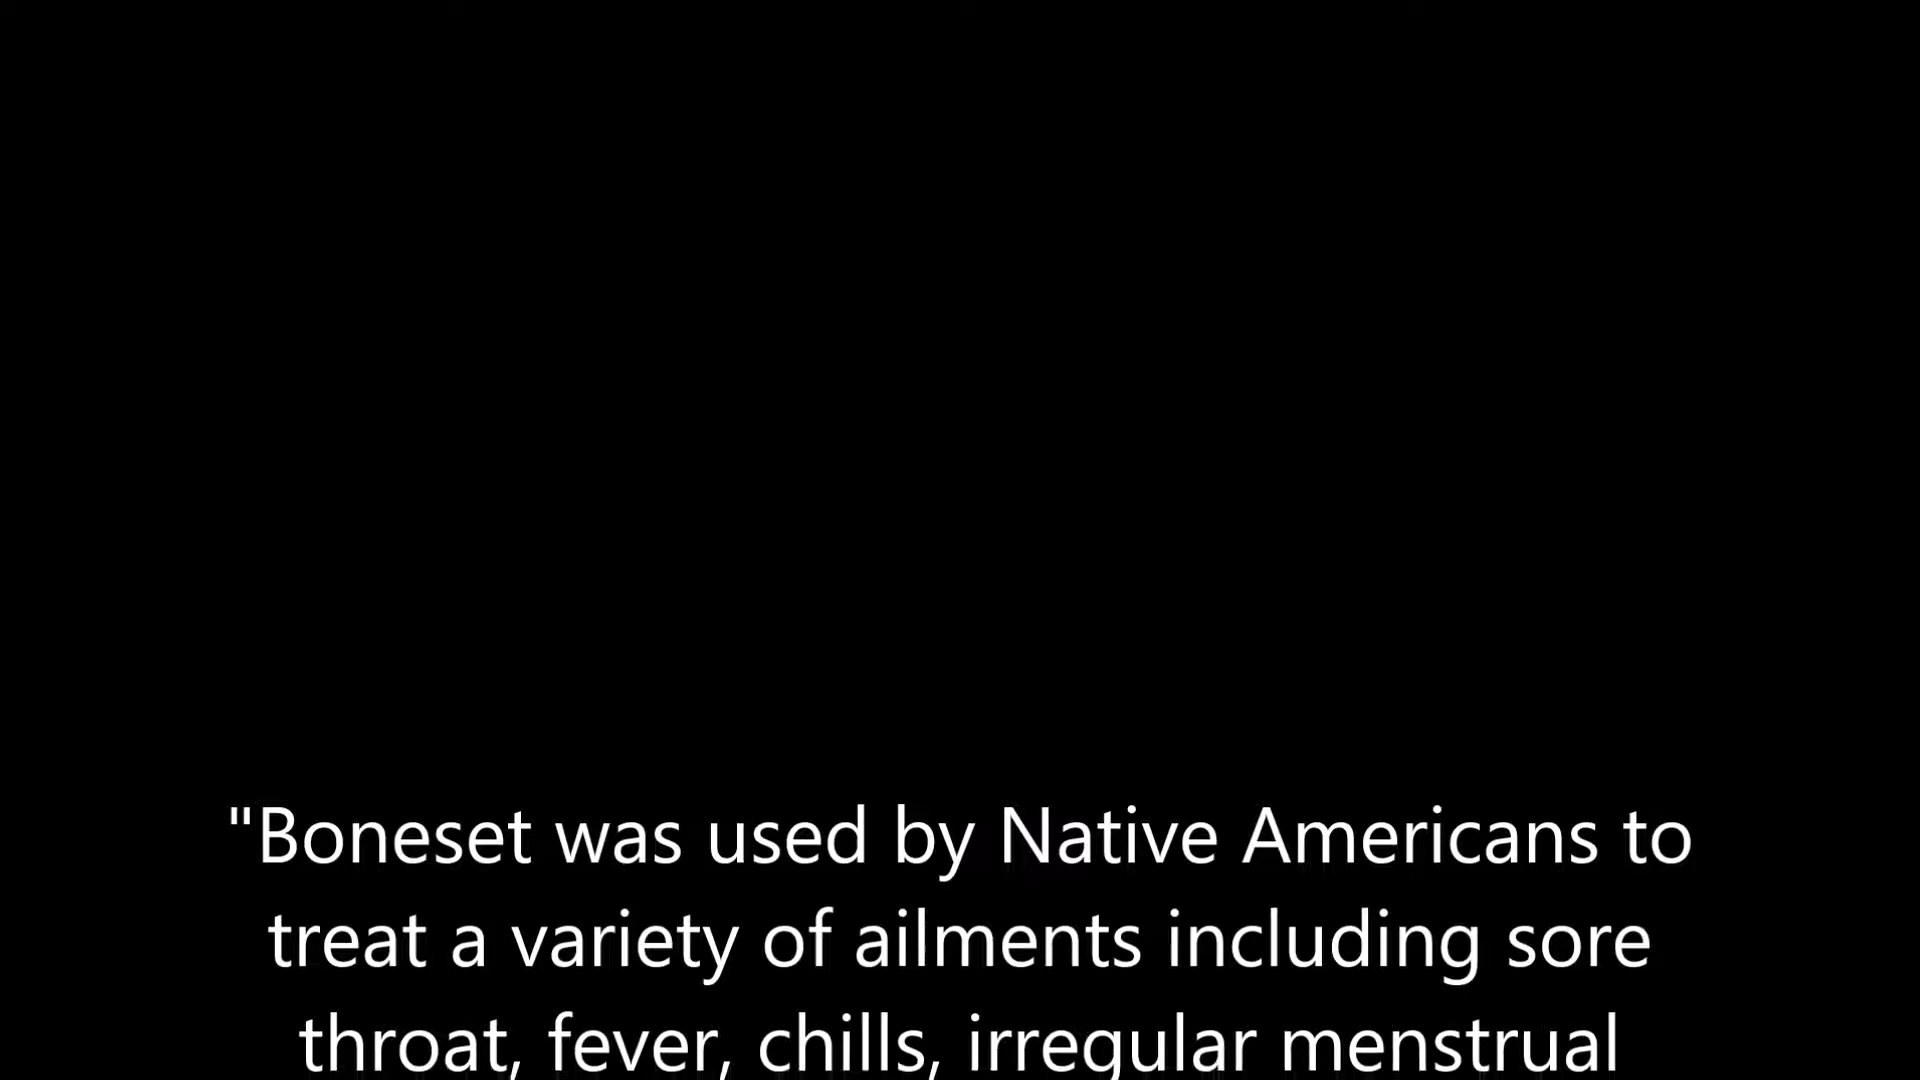 "Boneset was used by Native Americans to
treat a variety of ailments including sore
throat, fever, chills, irregular menstrual